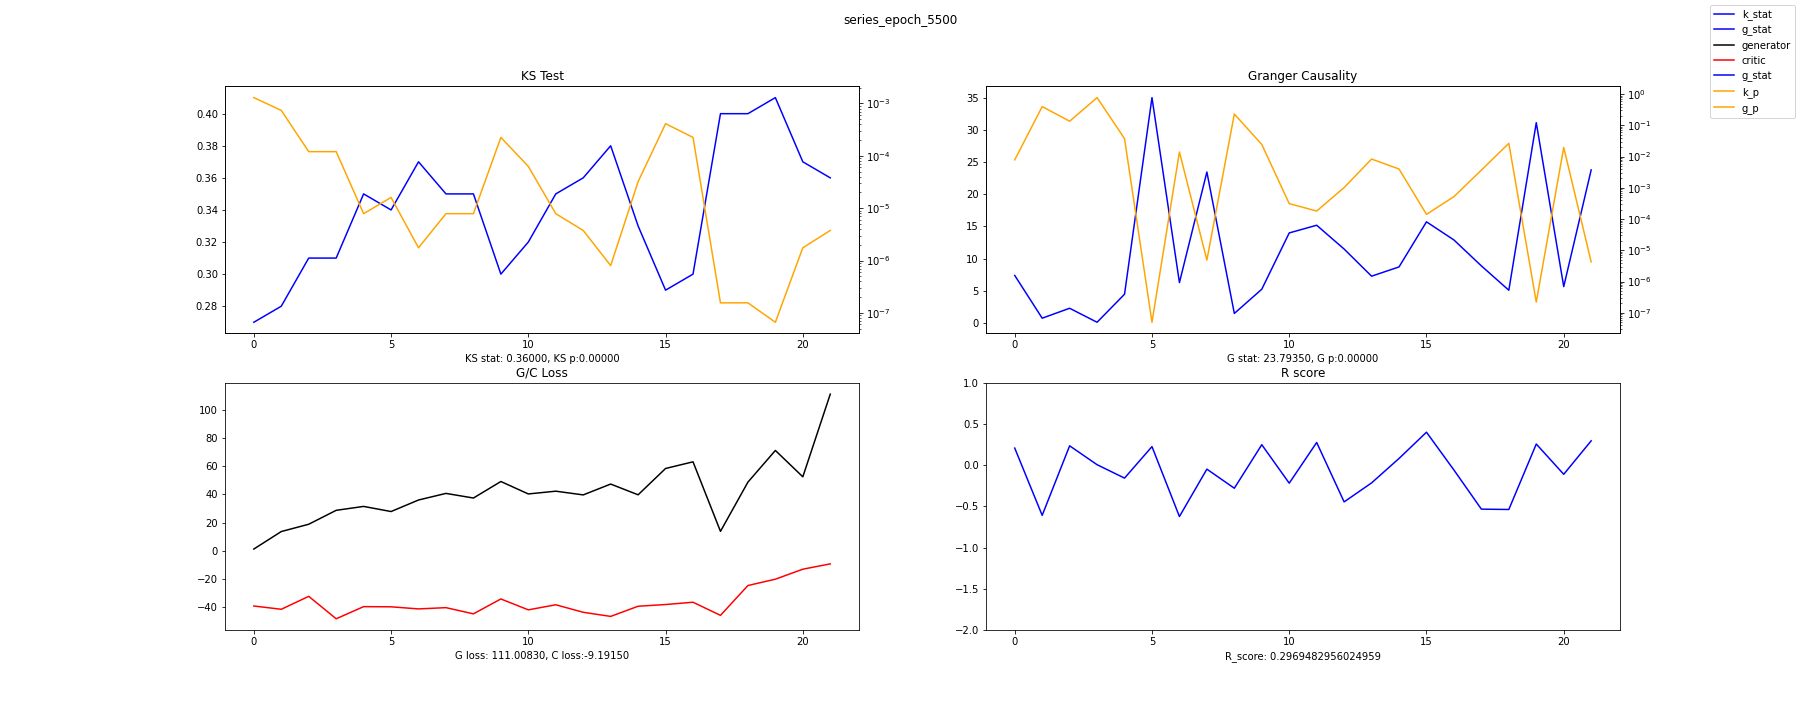 series_epoch_5500
k_stat
g_stat
generator
critic
g_stat
k_p
g_p
KS Test
0.40
0.38
0.36
0.34
0.32
0.30
0.28
10⁻³
10⁻⁴
10⁻⁵
10⁻⁶
10⁻⁷
0 5 10 15 20
KS stat: 0.36000, KS p:0.00000
Granger Causality
35
30
25
20
15
10
5
0
10⁰
10⁻¹
10⁻²
10⁻³
10⁻⁴
10⁻⁵
10⁻⁶
10⁻⁷
0 5 10 15 20
G stat: 23.79350, G p:0.00000
G/C Loss
100
80
60
40
20
0
−20
−40
0 5 10 15 20
G loss: 111.00830, C loss:-9.19150
R score
1.0
0.5
0.0
−0.5
−1.0
−1.5
−2.0
0 5 10 15 20
R_score: 0.2969482956024959